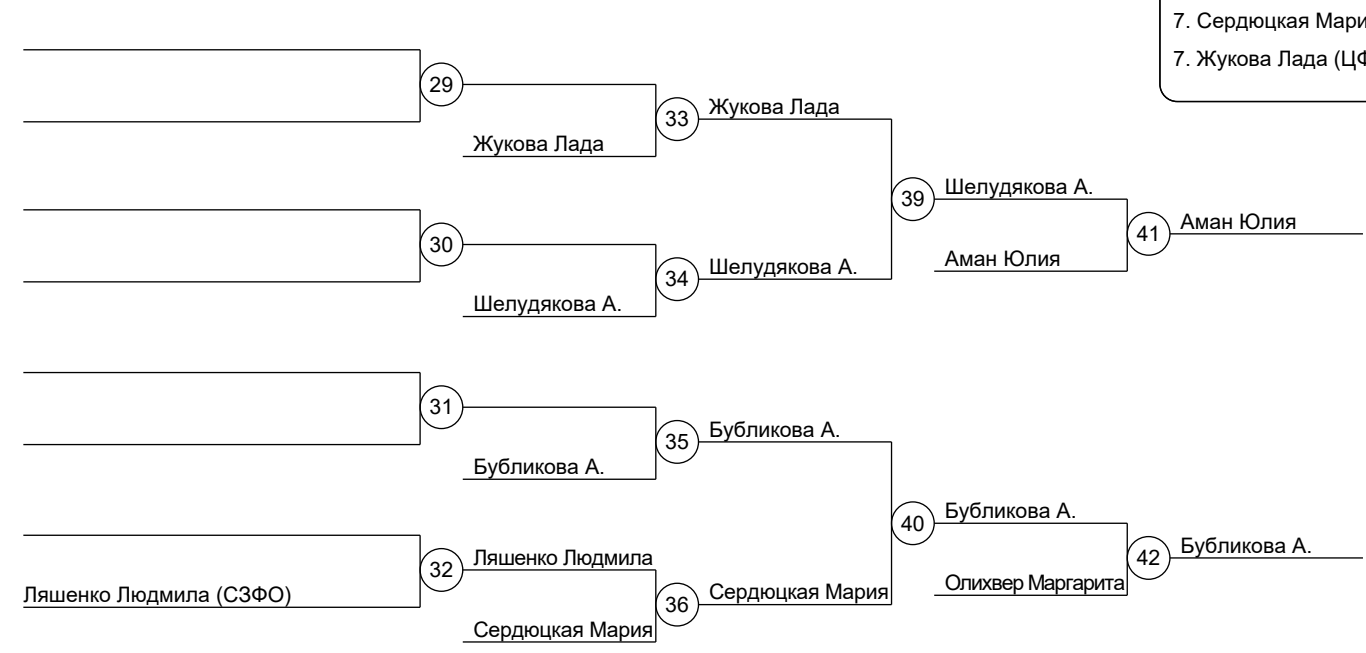 7. Сердюцкая Мари
7. Жукова Лада (ЦФ
29
33
Жукова Лада
Жукова Лада
39
Шелудякова А.
41
Аман Юлия
30
34
Шелудякова А.
Аман Юлия
Шелудякова А.
31
35
Бубликова А.
Бубликова А.
40
Бубликова А.
42
Бубликова А.
32
Ляшенко Людмила
Олихвер Маргарита
Ляшенко Людмила (СЗФО)
36
Сердюцкая Мария
Сердюцкая Мария